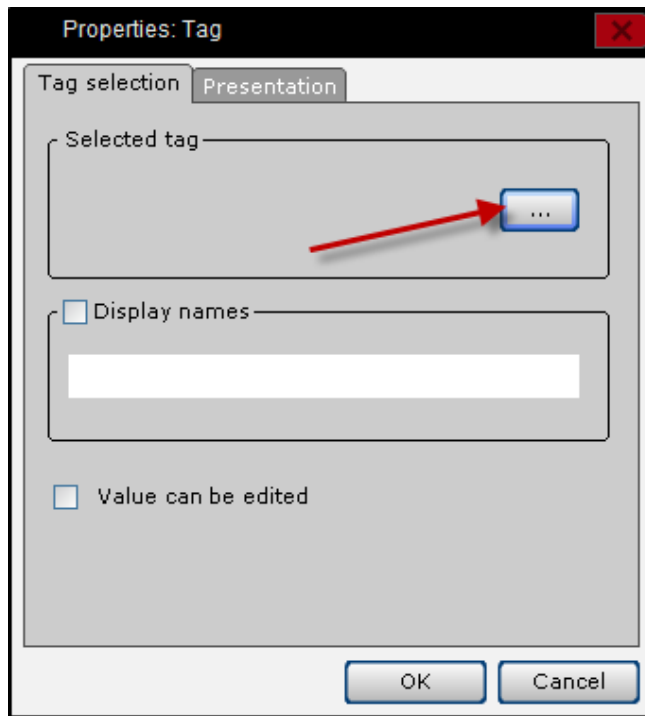 Properties: Tag
Tag selection Presentation
Selected tag
...
Display names
Value can be edited
OK Cancel